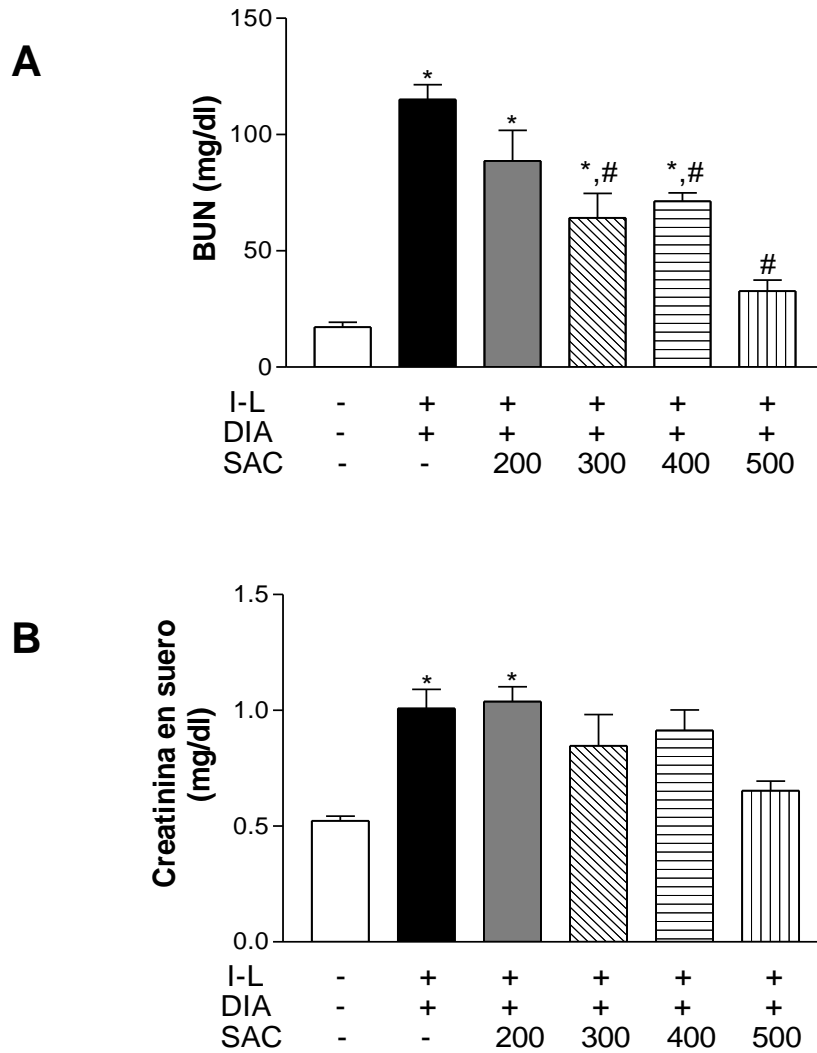 A
BUN (mg/dl)
150
100
50
0
*
*
*,#
*,#
#
I-L - + + + + +
DIA - + + + + +
SAC - - 200 300 400 500
B
Creatinina en suero
(mg/dl)
1.5
1.0
0.5
0.0
*
*
I-L - + + + + +
DIA - + + + + +
SAC - - 200 300 400 500